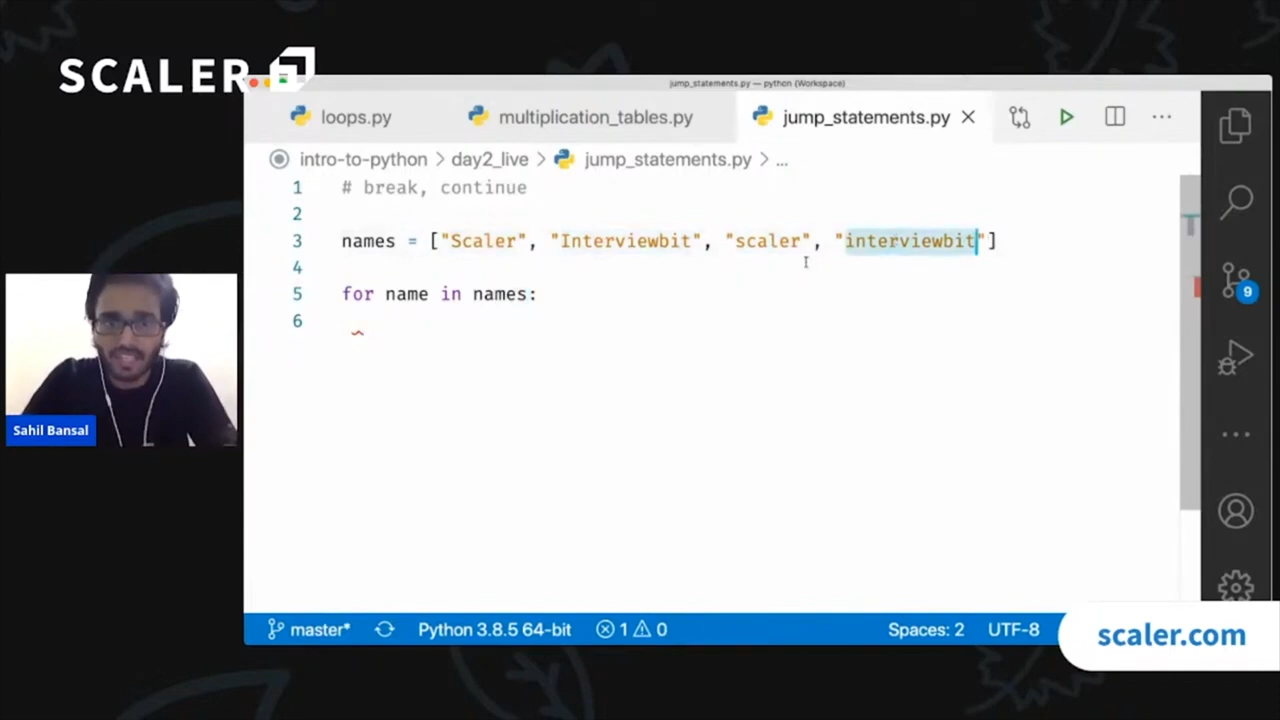 SCALER
jump_statements.py — python (Workspace)
loops.py
multiplication_tables.py
jump_statements.py
intro-to-python > day2_live > jump_statements.py > ...
1 # break, continue
2
3 names = ["Scaler", "Interviewbit", "scaler", "interviewbit"]
4
5 for name in names:
6
9
Sahil Bansal
master*
Python 3.8.5 64-bit
1
0
Spaces: 2
UTF-8
scaler.com